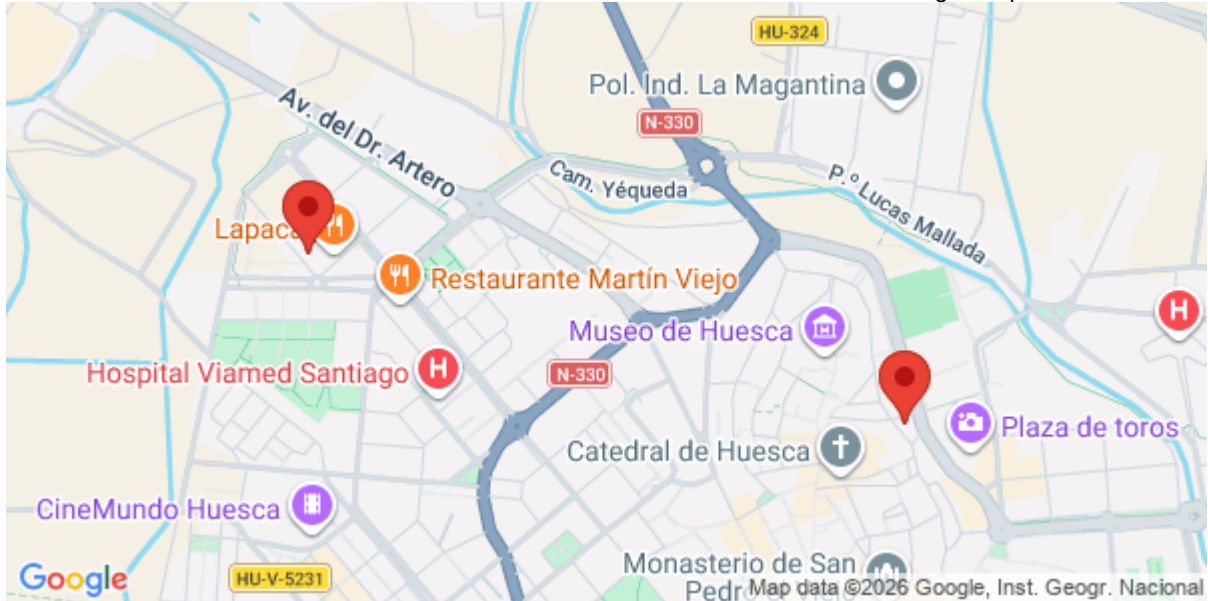 HU-324
Pol. Ind. La Magantina
N-330
Av. del Dr. Artero
Cam. Yéqueda
P.º Lucas Mallada
Lapaca
Restaurante Martín Viejo
Museo de Huesca
H
Hospital Viamed Santiago
H
N-330
Plaza de toros
Catedral de Huesca
CineMundo Huesca
Monasterio de San
Pedro
Google
HU-V-5231
Map data ©2026 Google, Inst. Geogr. Nacional